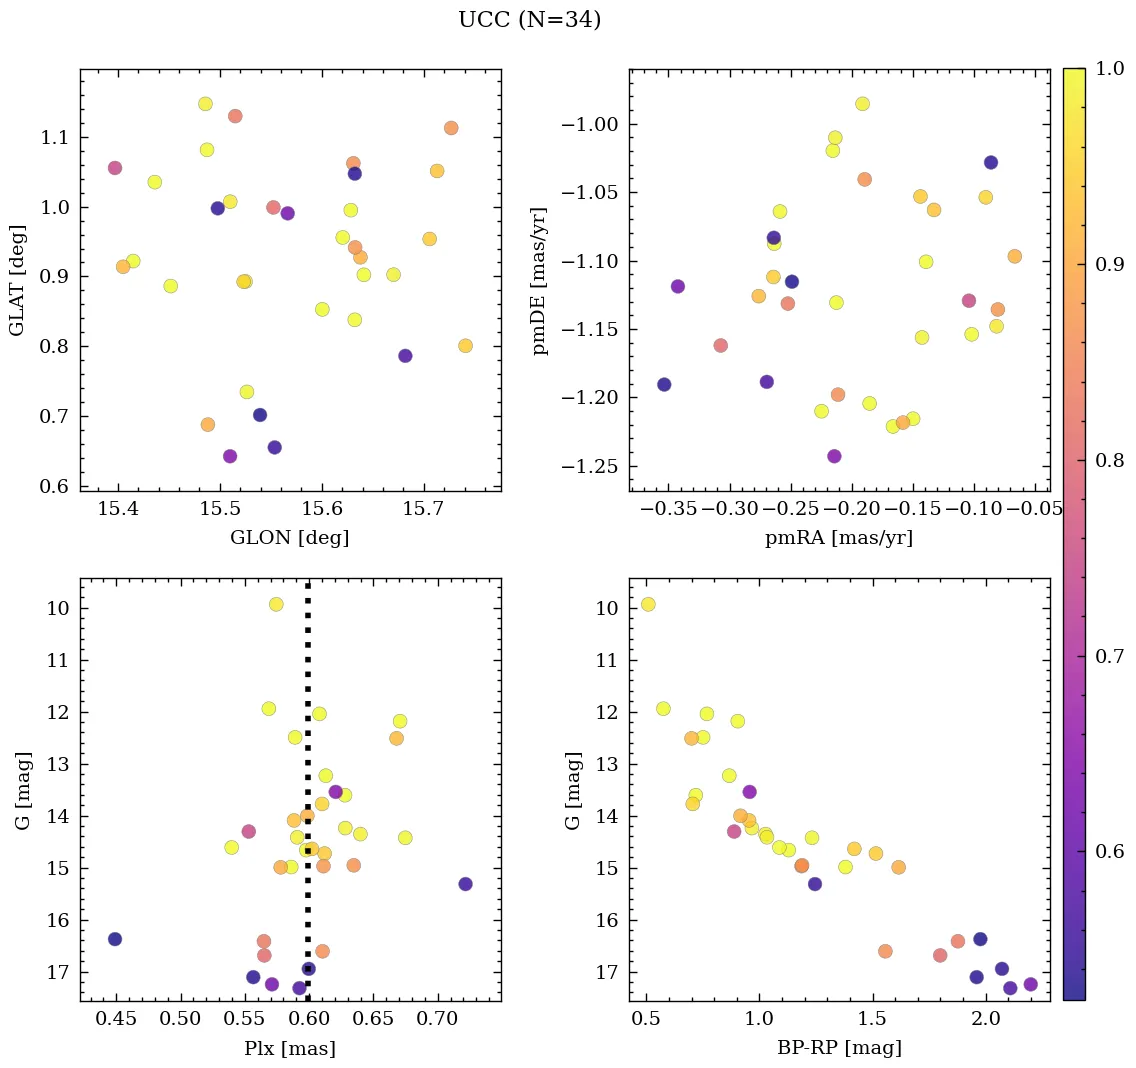 UCC (N=34)
1.1
1.0
0.9
0.8
0.7
0.6
GLAT [deg]
15.4 15.5 15.6 15.7
GLON [deg]
−1.00
−1.05
−1.10
−1.15
−1.20
−1.25
pmDE [mas/yr]
−0.35 −0.30 −0.25 −0.20 −0.15 −0.10 −0.05
pmRA [mas/yr]
10
11
12
13
14
15
16
17
G [mag]
0.45 0.50 0.55 0.60 0.65 0.70
Plx [mas]
10
11
12
13
14
15
16
17
G [mag]
0.5 1.0 1.5 2.0
BP-RP [mag]
1.0
0.9
0.8
0.7
0.6